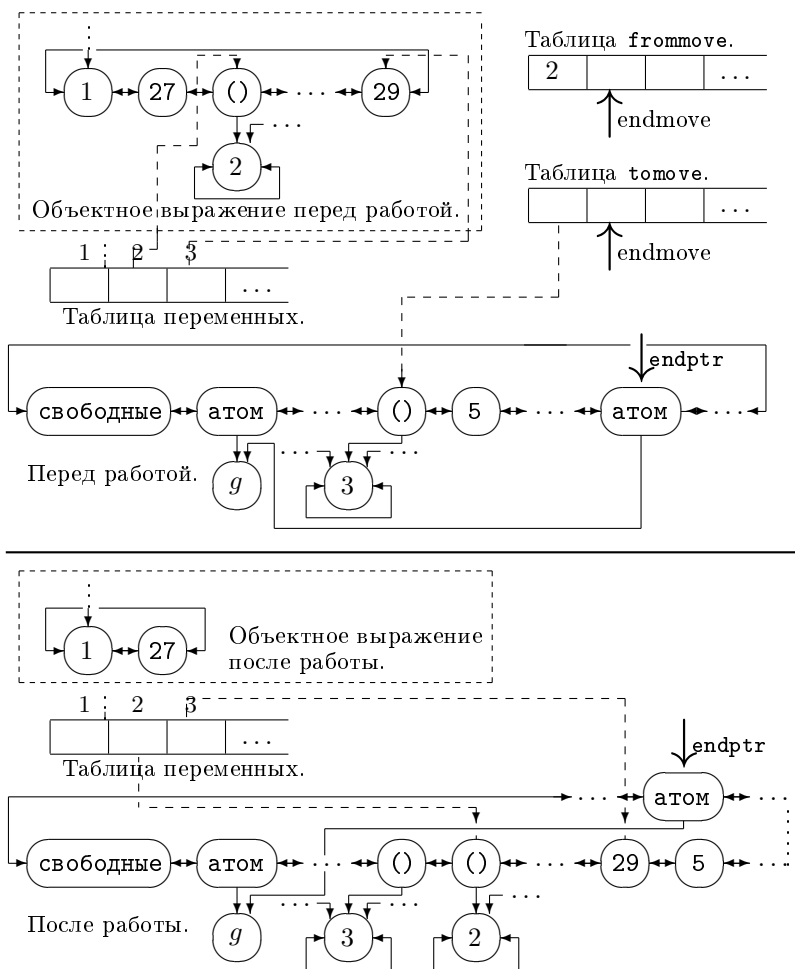 Таблица frommove.
2 ...
endmove
1 27 () ... 29
...
2
Объектное выражение перед работой.
Таблица tomove.
...
endmove
1 2 3
...
Таблица переменных.
endptr
свободные атом ... () 5 ... атом ...
... ...
Перед работой.
g 3
1 27
Объектное выражение
после работы.
1 2 3
...
Таблица переменных.
endptr
... атом ...
свободные атом ... () () ... 29 5 ...
... ... ...
После работы.
g 3 2